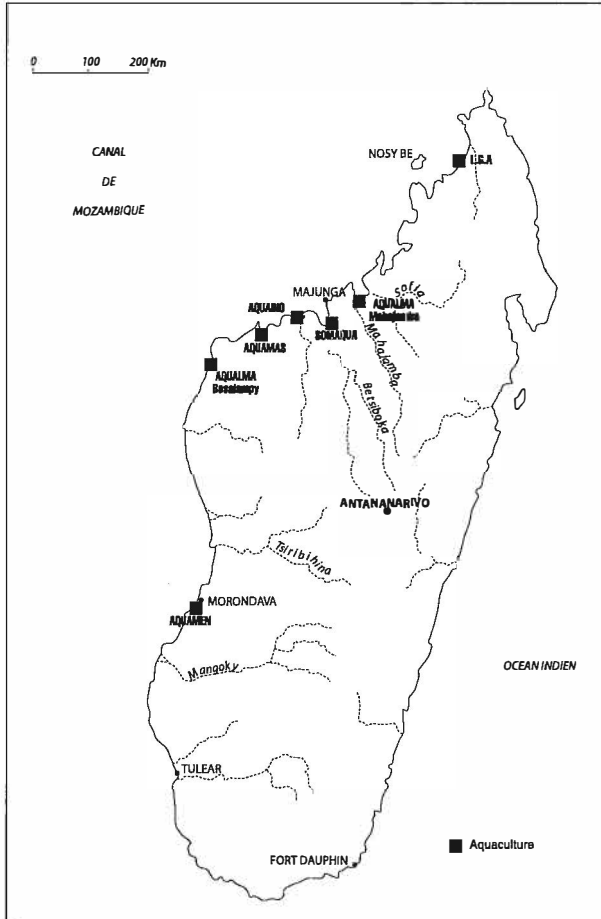 0 100 200 Km
CANAL
DE
MOZAMBIQUE
NOSY BE
MAJUNGA
Sofia
AQUALMA
SOMAQUA
AQUAMAS
AQUALMA
Besalampy
Mahajamba
Betsiboka
ANTANANARIVO
Tsiribihina
MORONDAVA
AQUAMEN
Mangoky
OCEAN INDIEN
TULEAR
FORT DAUPHIN
Aquaculture